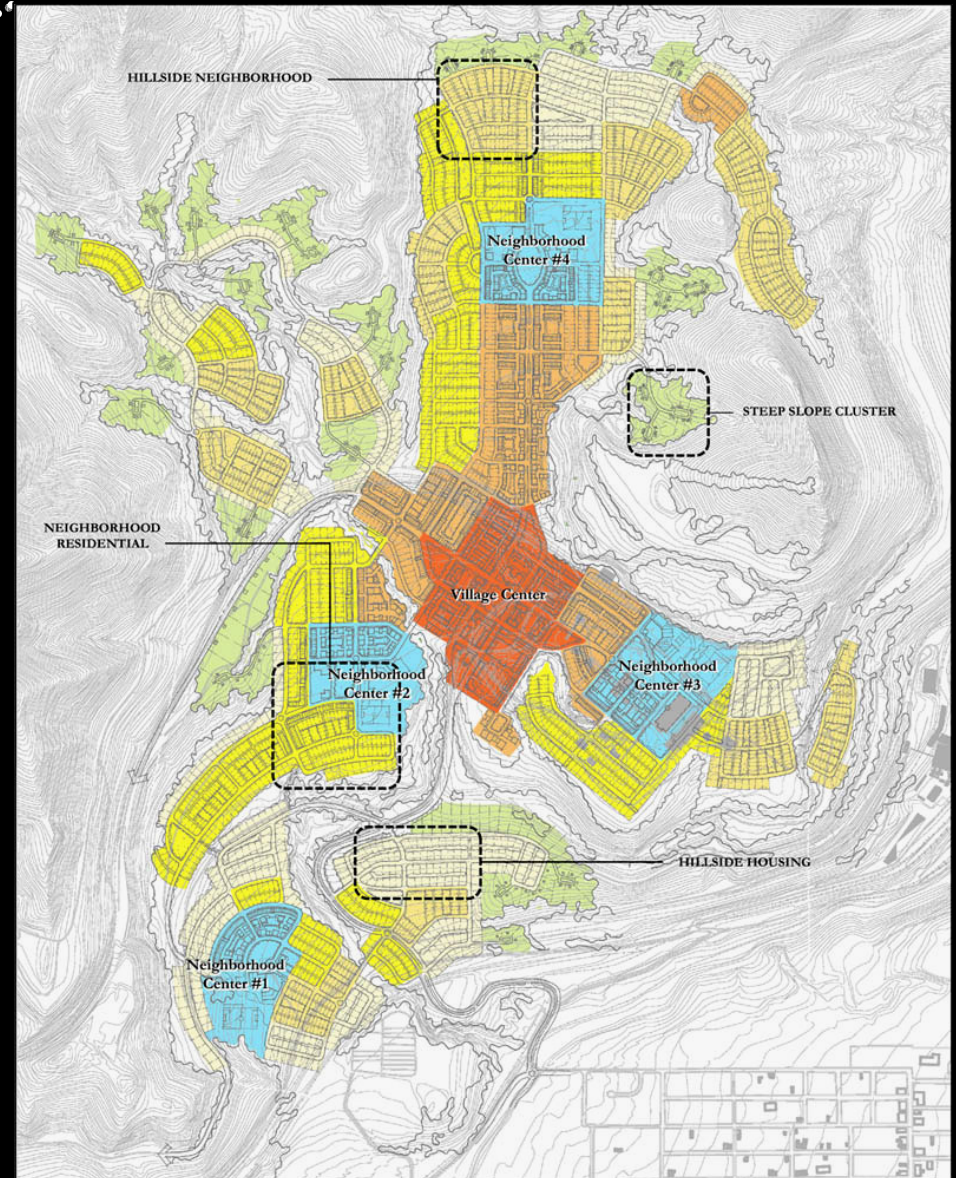 HILLSIDE NEIGHBORHOOD
Neighborhood
Center #4
STEEP SLOPE CLUSTER
NEIGHBORHOOD
RESIDENTIAL
Village Center
Neighborhood
Center #2
Neighborhood
Center #3
HILLSIDE HOUSING
Neighborhood
Center #1